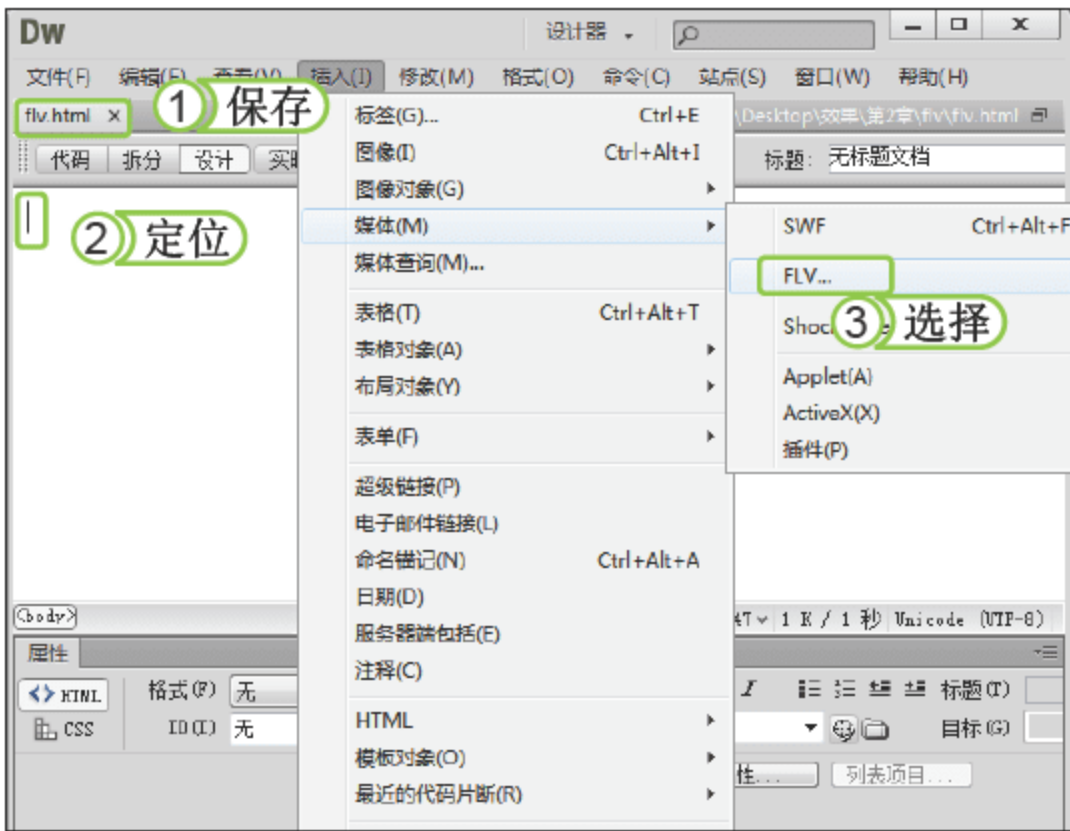 Dw
设计器
文件(F) 编辑(E) 查看(V) 插入(I) 修改(M) 格式(O) 命令(C) 站点(S) 窗口(W) 帮助(H)
flv.html ×
1 保存
\Desktop\效果\第2章\flv\flv.html
代码 拆分 设计
标题: 无标题文档
2 定位
标签(G)... Ctrl+E
图像(I) Ctrl+Alt+I
图像对象(G)
媒体(M)
媒体查询(M)...
表格(T) Ctrl+Alt+T
表格对象(A)
布局对象(Y)
表单(F)
超级链接(P)
电子邮件链接(L)
命名锚记(N) Ctrl+Alt+A
日期(D)
服务器端包括(E)
注释(C)
HTML
模板对象(O)
最近的代码片断(R)
SWF Ctrl+Alt+F
FLV...
3 选择
Applet(A)
ActiveX(X)
插件(P)
<body>
1 K / 1 秒 Unicode (UTF-8)
属性
<> HTML 格式(F) 无
I 标题(T)
CSS ID(I) 无
目标(G)
性... 列表项目...